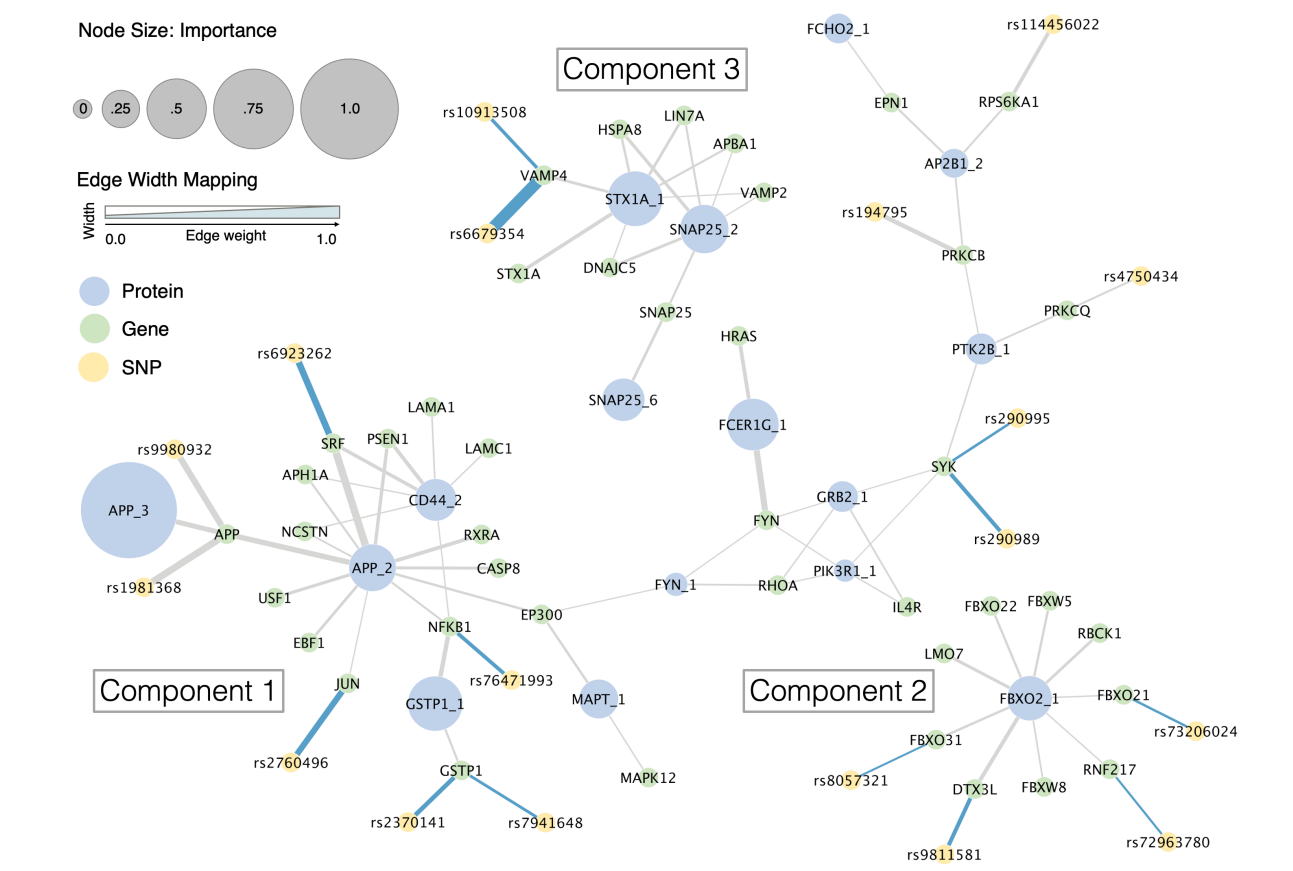 Node Size: Importance
0
.25
.5
.75
1.0
Edge Width Mapping
Width
0.0
Edge weight
1.0
Protein
Gene
SNP
Component 3
rs10913508
HSPA8
LIN7A
APBA1
VAMP4
STX1A_1
VAMP2
rs6679354
SNAP25_2
STX1A
DNAJC5
SNAP25
SNAP25_6
FCHO2_1
rs114456022
EPN1
RPS6KA1
AP2B1_2
rs194795
PRKCB
rs4750434
PRKCQ
PTK2B_1
HRAS
FCER1G_1
rs290995
SYK
GRB2_1
FYN
rs290989
FYN_1
RHOA
PIK3R1_1
IL4R
rs6923262
LAMA1
SRF
PSEN1
LAMC1
rs9980932
APH1A
CD44_2
APP_3
APP
NCSTN
RXRA
APP_2
CASP8
rs1981368
USF1
EBF1
NFKB1
EP300
JUN
rs76471993
Component 1
GSTP1_1
MAPT_1
rs2760496
GSTP1
MAPK12
rs2370141
rs7941648
FBXO22
FBXW5
RBCK1
LMO7
Component 2
FBXO2_1
FBXO21
rs73206024
FBXO31
rs8057321
DTX3L
FBXW8
RNF217
rs9811581
rs72963780